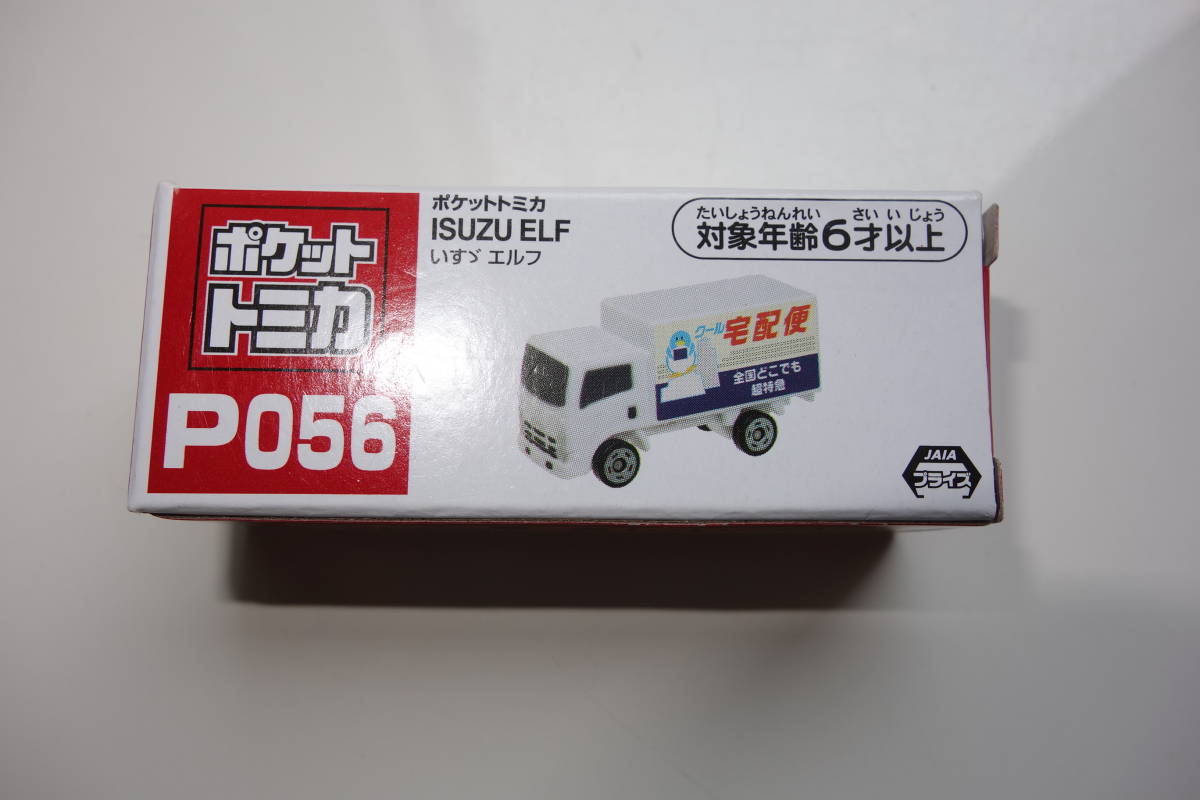 ポケット
トミカ
P056
ポケットトミカ
ISUZU ELF
いすゞ エルフ
たいしょうねんれい さい い じょう
対象年齢6才以上
クール 宅配便
全国どこでも
超特急
JAIA
プライズ